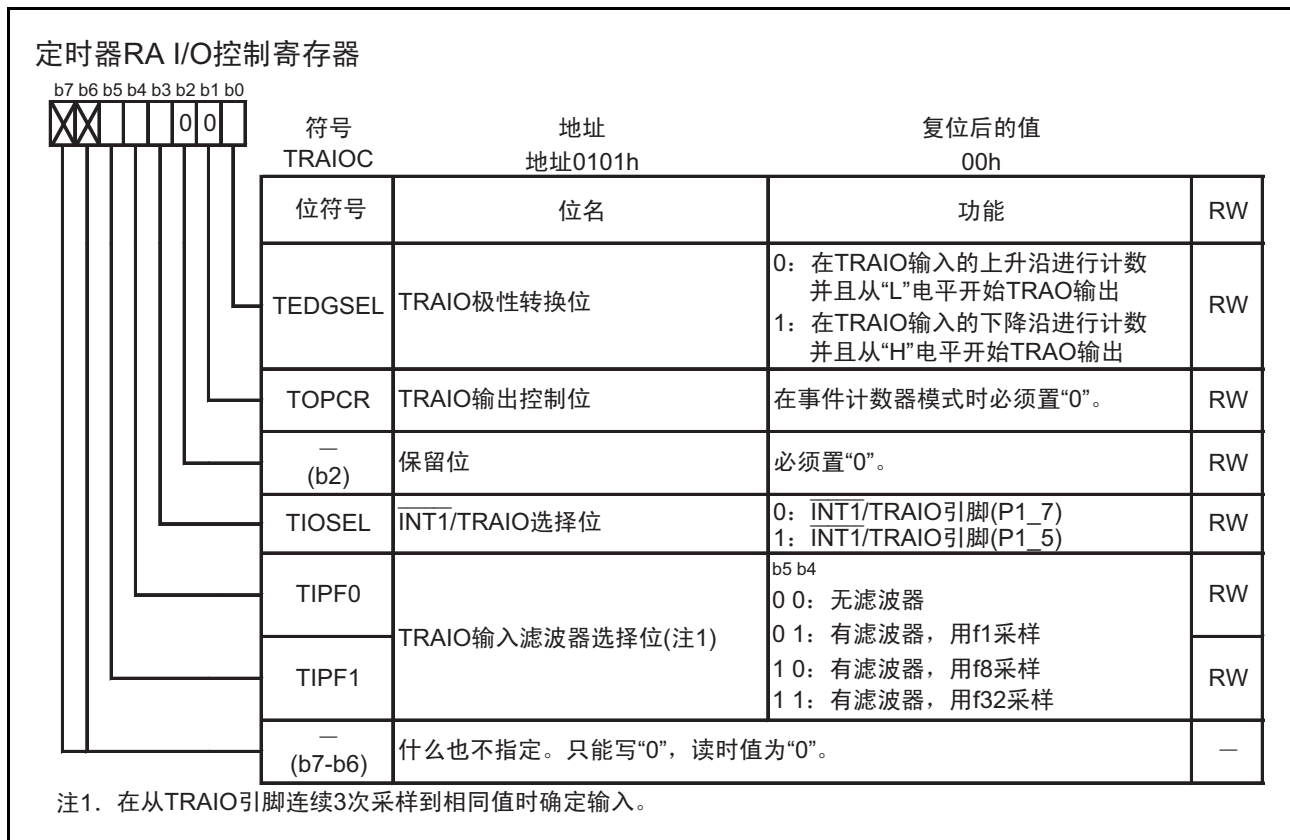 定时器RA I/O控制寄存器
b7 b6 b5 b4 b3 b2 b1 b0
0 0
符号 地址 复位后的值
TRAIOC 地址0101h 00h
位符号 位名 功能 RW
TEDGSEL TRAIO极性转换位 0：在TRAIO输入的上升沿进行计数
并且从“L”电平开始TRAO输出
1：在TRAIO输入的下降沿进行计数
并且从“H”电平开始TRAO输出 RW
TOPCR TRAIO输出控制位 在事件计数器模式时必须置“0”。 RW
—
(b2) 保留位 必须置“0”。 RW
TIOSEL INT1/TRAIO选择位 0：INT1/TRAIO引脚(P1_7)
1：INT1/TRAIO引脚(P1_5) RW
TIPF0 TRAIO输入滤波器选择位(注1) b5 b4
0 0：无滤波器 RW
0 1：有滤波器，用f1采样
TIPF1 1 0：有滤波器，用f8采样 RW
1 1：有滤波器，用f32采样
—
(b7-b6) 什么也不指定。只能写“0”，读时值为“0”。 —
注1. 在从TRAIO引脚连续3次采样到相同值时确定输入。